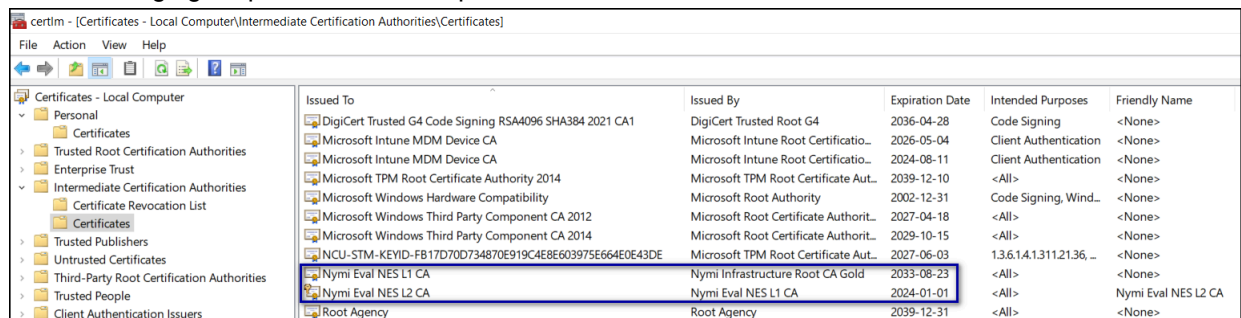 certlm - [Certificates - Local Computer\Intermediate Certification Authorities\Certificates]
File Action View Help
Certificates - Local Computer
Personal
Certificates
Trusted Root Certification Authorities
Enterprise Trust
Intermediate Certification Authorities
Certificate Revocation List
Certificates
Trusted Publishers
Untrusted Certificates
Third-Party Root Certification Authorities
Trusted People
Client Authentication Issuers
Issued To Issued By Expiration Date Intended Purposes Friendly Name
DigiCert Trusted G4 Code Signing RSA4096 SHA384 2021 CA1 DigiCert Trusted Root G4 2036-04-28 Code Signing <None>
Microsoft Intune MDM Device CA Microsoft Intune Root Certificatio... 2026-05-04 Client Authentication <None>
Microsoft Intune MDM Device CA Microsoft Intune Root Certificatio... 2024-08-11 Client Authentication <None>
Microsoft TPM Root Certificate Authority 2014 Microsoft TPM Root Certificate Aut... 2039-12-10 <All> <None>
Microsoft Windows Hardware Compatibility Microsoft Root Authority 2002-12-31 Code Signing, Wind... <None>
Microsoft Windows Third Party Component CA 2012 Microsoft Root Certificate Authorit... 2027-04-18 <All> <None>
Microsoft Windows Third Party Component CA 2014 Microsoft Root Certificate Authorit... 2029-10-15 <All> <None>
NCU-STM-KEYID-FB17D70D734870E919C4E8E603975E664E0E43DE Microsoft TPM Root Certificate Aut... 2027-06-03 1.3.6.1.4.1.311.21.36, ... <None>
Nymi Eval NES L1 CA Nymi Infrastructure Root CA Gold 2033-08-23 <All> <None>
Nymi Eval NES L2 CA Nymi Eval NES L1 CA 2024-01-01 <All> Nymi Eval NES L2 CA
Root Agency Root Agency 2039-12-31 <All> <None>